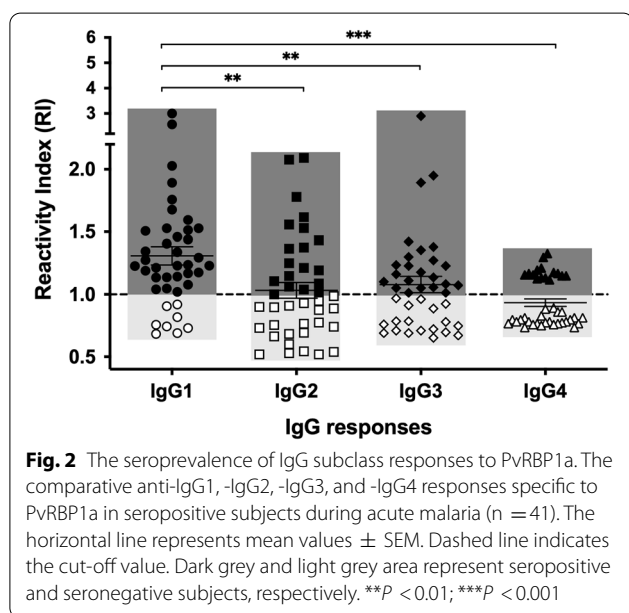 ***
**
**
6
5
4
3
2.0
1.5
1.0
0.5
Reactivity Index (RI)
IgG1 IgG2 IgG3 IgG4
IgG responses
Fig. 2 The seroprevalence of IgG subclass responses to PvRBP1a. The
comparative anti-IgG1, -IgG2, -IgG3, and -IgG4 responses specific to
PvRBP1a in seropositive subjects during acute malaria (n = 41). The
horizontal line represents mean values ± SEM. Dashed line indicates
the cut-off value. Dark grey and light grey area represent seropositive
and seronegative subjects, respectively. **P < 0.01; ***P < 0.001